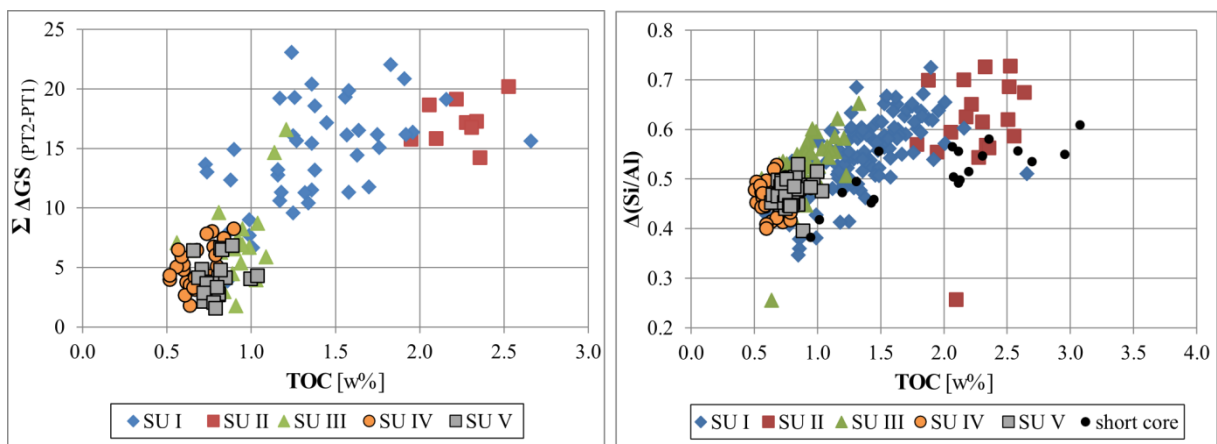 25
20
15
10
5
0
Σ ΔGS (PT2-PT1)
0.0 0.5 1.0 1.5 2.0 2.5 3.0
TOC [w%]
SU I SU II SU III SU IV SU V
0.8
0.7
0.6
0.5
0.4
0.3
0.2
Δ(Si/Al)
0.0 0.5 1.0 1.5 2.0 2.5 3.0 3.5 4.0
TOC [w%]
SU I SU II SU III SU IV SU V short core